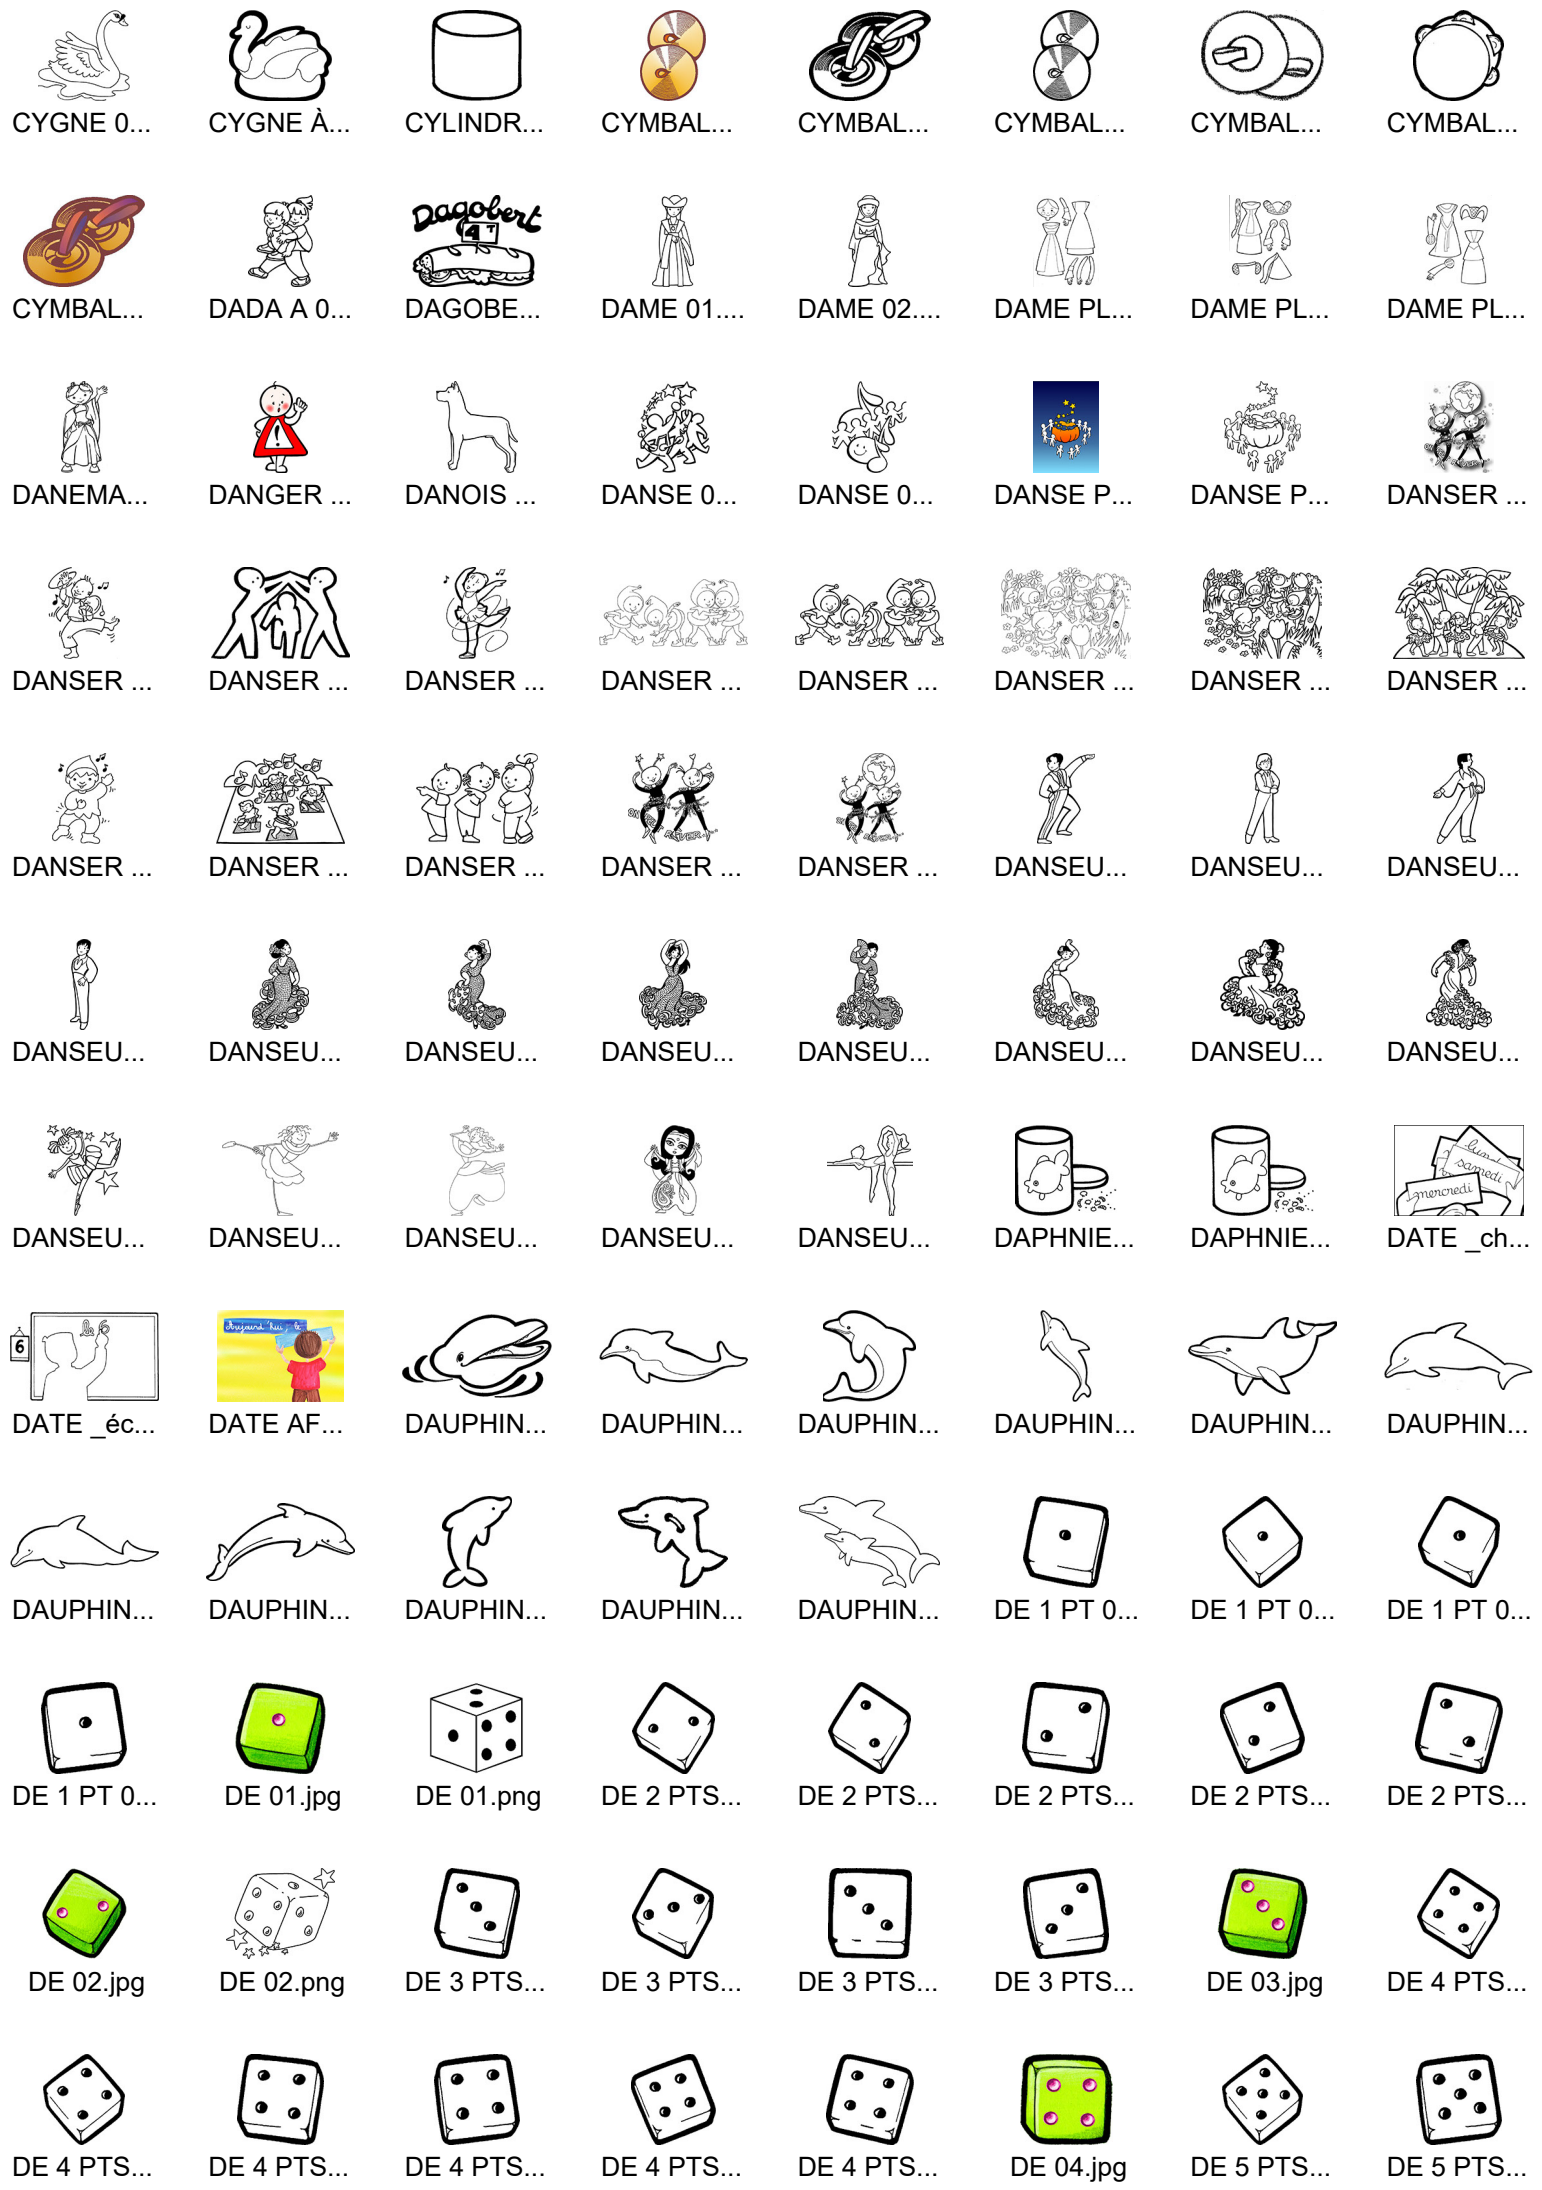 CYGNE 0... CYGNE À... CYLINDR... CYMBAL... CYMBAL... CYMBAL... CYMBAL... CYMBAL...
Dagobert
4 T
CYMBAL... DADA A 0... DAGOBE... DAME 01.... DAME 02.... DAME PL... DAME PL... DAME PL...
!
DANEMA... DANGER ... DANOIS ... DANSE 0... DANSE 0... DANSE P... DANSE P... DANSER ...
DANSER ... DANSER ... DANSER ... DANSER ... DANSER ... DANSER ... DANSER ... DANSER ...
DANSER ... DANSER ... DANSER ... DANSER ... DANSER ... DANSEU... DANSEU... DANSEU...
DANSEU... DANSEU... DANSEU... DANSEU... DANSEU... DANSEU... DANSEU... DANSEU...
samedi
mercredi
DANSEU... DANSEU... DANSEU... DANSEU... DANSEU... DAPHNIE... DAPHNIE... DATE _ch...
6 le 6 Aujourd'hui, le
DATE _éc... DATE AF... DAUPHIN... DAUPHIN... DAUPHIN... DAUPHIN... DAUPHIN... DAUPHIN...
DAUPHIN... DAUPHIN... DAUPHIN... DAUPHIN... DAUPHIN... DE 1 PT 0... DE 1 PT 0... DE 1 PT 0...
DE 1 PT 0... DE 01.jpg DE 01.png DE 2 PTS... DE 2 PTS... DE 2 PTS... DE 2 PTS... DE 2 PTS...
DE 02.jpg DE 02.png DE 3 PTS... DE 3 PTS... DE 3 PTS... DE 3 PTS... DE 03.jpg DE 4 PTS...
DE 4 PTS... DE 4 PTS... DE 4 PTS... DE 4 PTS... DE 4 PTS... DE 04.jpg DE 5 PTS... DE 5 PTS...